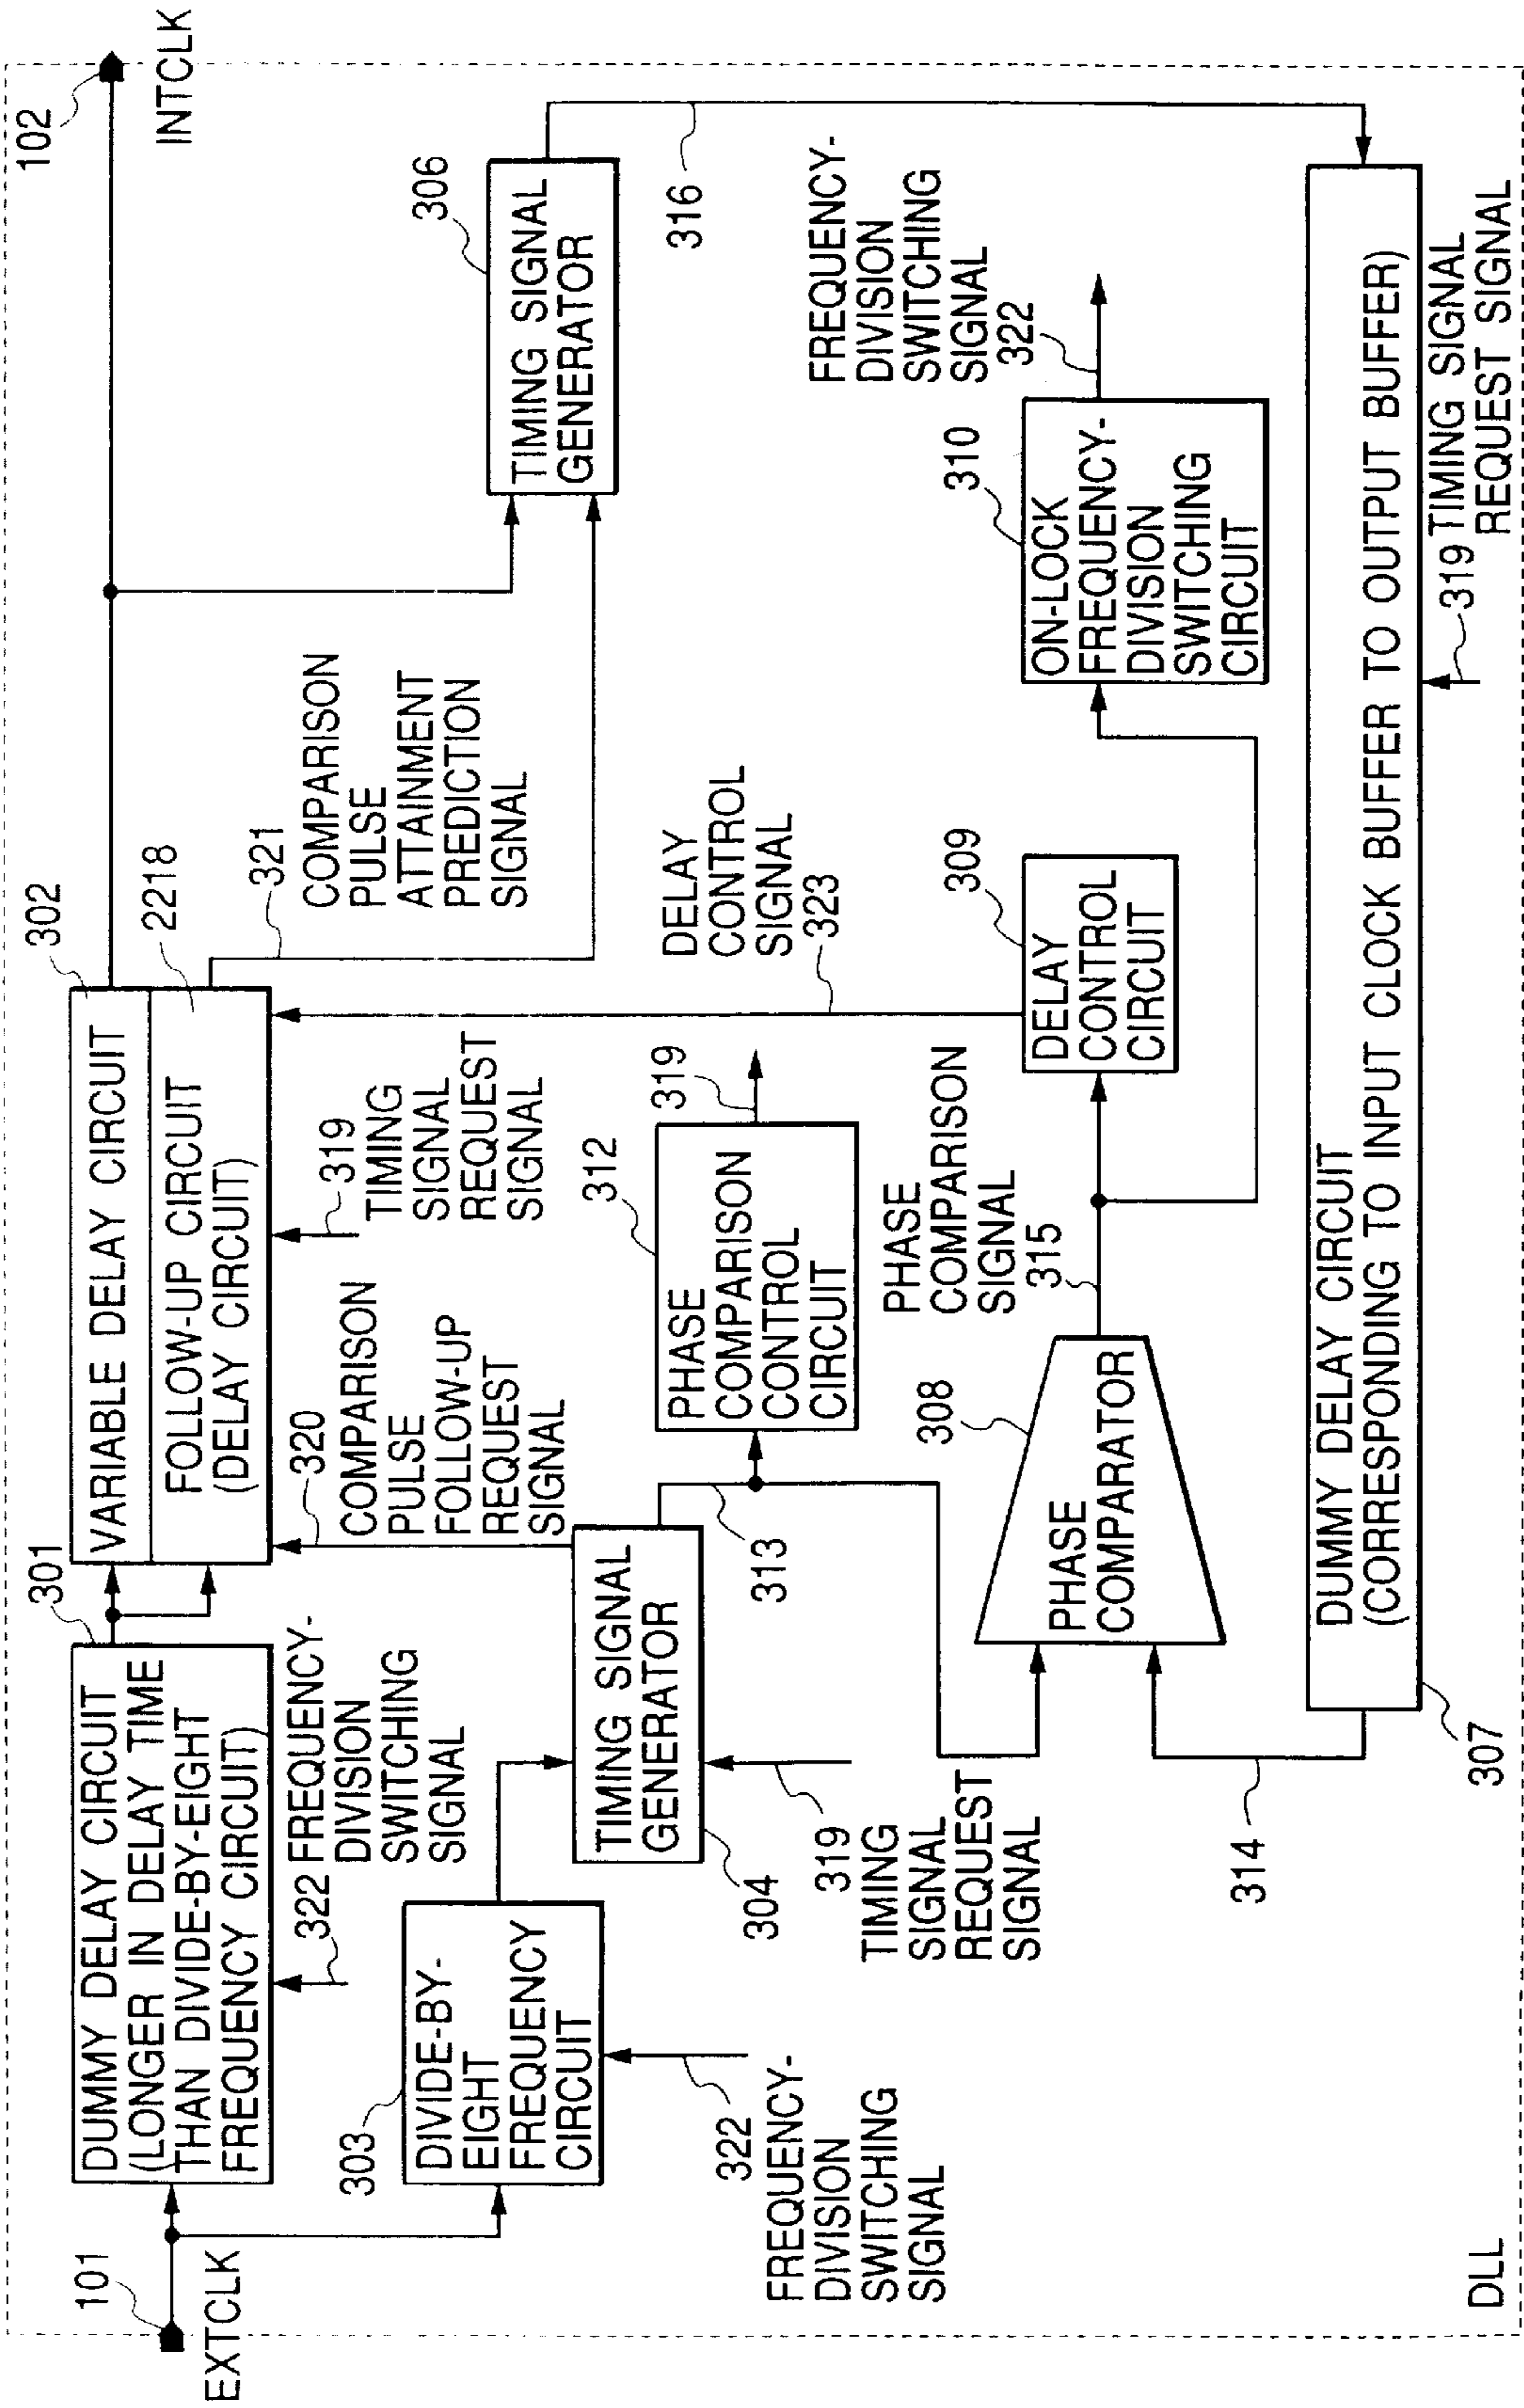 101
EXTCLK
DUMMY DELAY CIRCUIT
(LONGER IN DELAY TIME
THAN DIVIDE-BY-EIGHT
FREQUENCY CIRCUIT)
301
322
FREQUENCY-
DIVISION
SWITCHING
SIGNAL
VARIABLE DELAY CIRCUIT
FOLLOW-UP CIRCUIT
(DELAY CIRCUIT)
302
2218
102
INTCLK
303
DIVIDE-BY-
EIGHT
FREQUENCY
CIRCUIT
322
FREQUENCY-
DIVISION
SWITCHING
SIGNAL
320
COMPARISON
PULSE
FOLLOW-UP
REQUEST
SIGNAL
319
TIMING
SIGNAL
REQUEST
SIGNAL
321
COMPARISON
PULSE
ATTAINMENT
PREDICTION
SIGNAL
306
TIMING SIGNAL
GENERATOR
316
TIMING SIGNAL
GENERATOR
304
319
TIMING
SIGNAL
REQUEST
SIGNAL
313
312
PHASE
COMPARISON
CONTROL
CIRCUIT
319
DELAY
CONTROL
SIGNAL
323
308
PHASE
COMPARATOR
PHASE
COMPARISON
SIGNAL
315
309
DELAY
CONTROL
CIRCUIT
310
ON-LOCK
FREQUENCY-
DIVISION
SWITCHING
CIRCUIT
FREQUENCY-
DIVISION
SWITCHING
SIGNAL
322
314
307
DUMMY DELAY CIRCUIT
(CORRESPONDING TO INPUT CLOCK BUFFER TO OUTPUT BUFFER)
319
TIMING SIGNAL
REQUEST SIGNAL
DLL